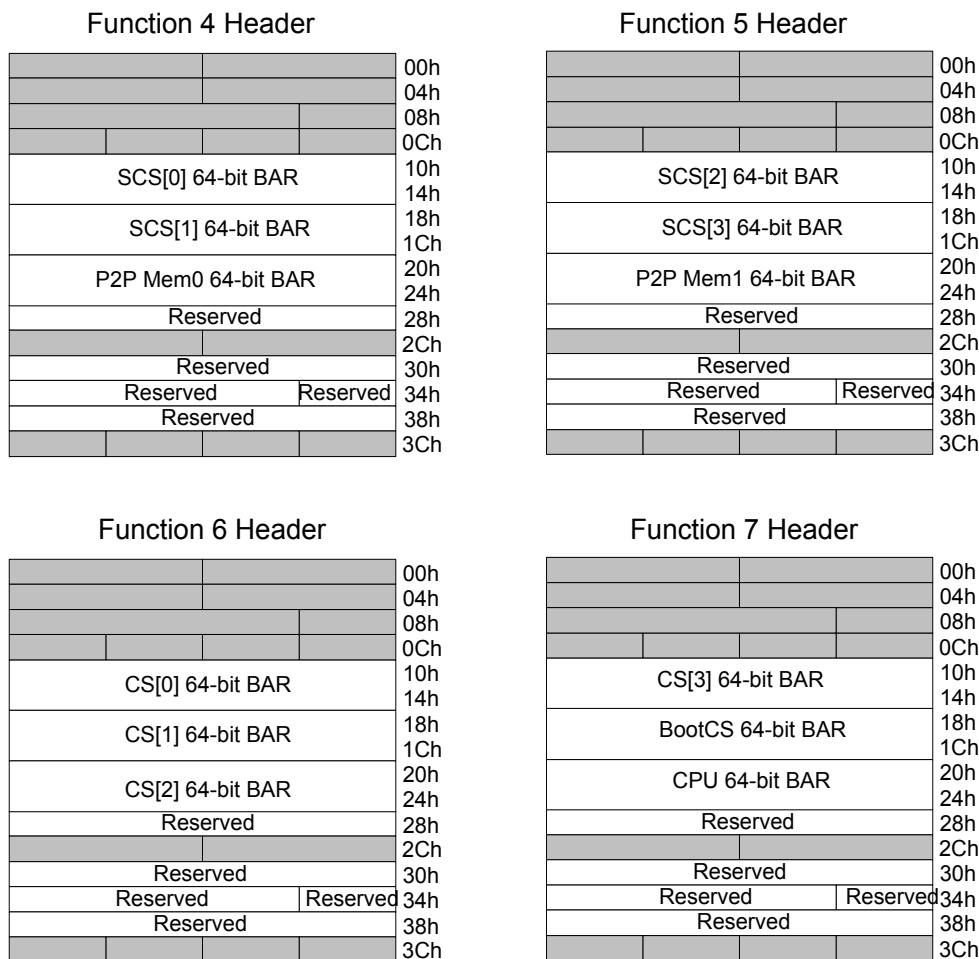 Function 4 Header
00h
04h
08h
0Ch
SCS[0] 64-bit BAR
10h
14h
SCS[1] 64-bit BAR
18h
1Ch
P2P Mem0 64-bit BAR
20h
24h
Reserved 28h
2Ch
Reserved 30h
Reserved Reserved 34h
Reserved 38h
3Ch
Function 5 Header
00h
04h
08h
0Ch
SCS[2] 64-bit BAR
10h
14h
SCS[3] 64-bit BAR
18h
1Ch
P2P Mem1 64-bit BAR
20h
24h
Reserved 28h
2Ch
Reserved 30h
Reserved Reserved 34h
Reserved 38h
3Ch
Function 6 Header
00h
04h
08h
0Ch
CS[0] 64-bit BAR
10h
14h
CS[1] 64-bit BAR
18h
1Ch
CS[2] 64-bit BAR
20h
24h
Reserved 28h
2Ch
Reserved 30h
Reserved Reserved 34h
Reserved 38h
3Ch
Function 7 Header
00h
04h
08h
0Ch
CS[3] 64-bit BAR
10h
14h
BootCS 64-bit BAR
18h
1Ch
CPU 64-bit BAR
20h
24h
Reserved 28h
2Ch
Reserved 30h
Reserved Reserved 34h
Reserved 38h
3Ch